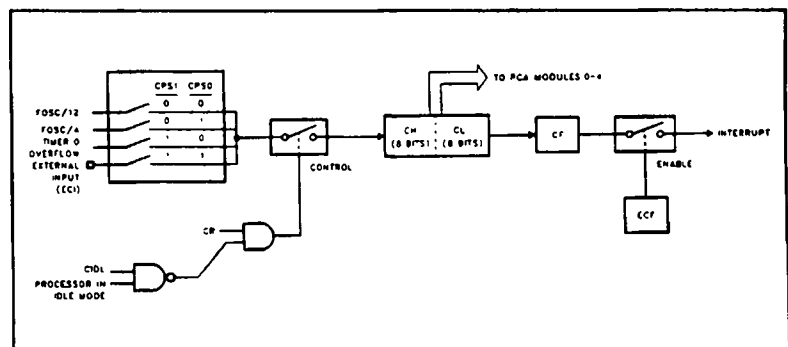 CPS1 CPS0
FOSC/12 0 0
FOSC/4 0 1
TIMER 0 1 0
OVERFLOW
EXTERNAL 1 1
INPUT
(ECI)
CONTROL
TO PCA MODULES 0-4
CH CL
(8 BITS) (8 BITS)
CF
INTERRUPT
ENABLE
ECF
CR
CIDL
PROCESSOR IN
IDLE MODE